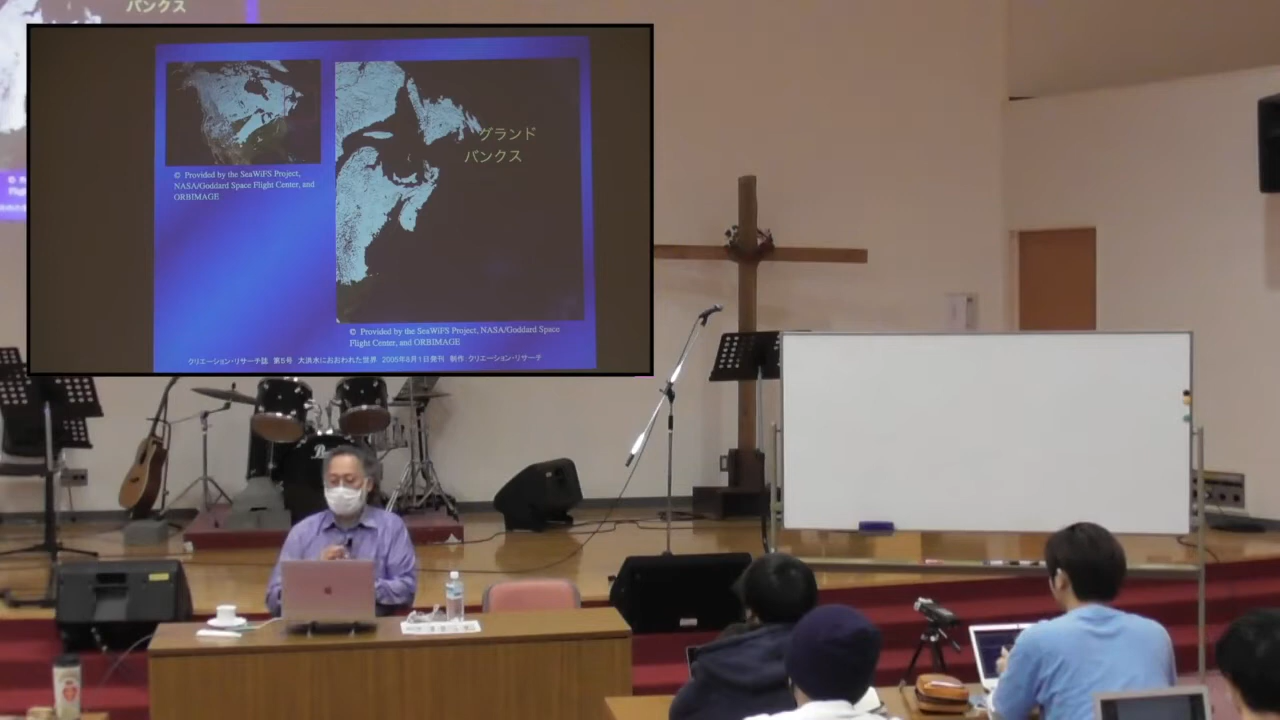 バンクス
グランド
バンクス
© Provided by the SeaWiFS Project,
NASA/Goddard Space Flight Center, and
ORBIMAGE
© Provided by the SeaWiFS Project, NASA/Goddard Space
Flight Center, and ORBIMAGE
クリエーション・リサーチ誌 第5号 大洪水におおわれた世界 2005年8月1日発刊 制作 クリエーション・リサーチ